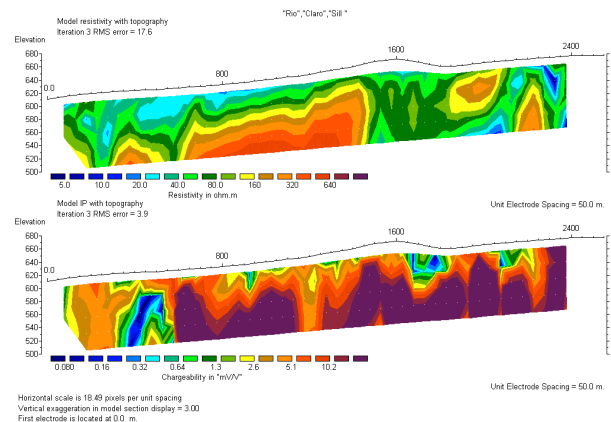 "Rio","Claro","Sill "
Model resistivity with topography
Iteration 3 RMS error = 17.6
Elevation
2400
680
1600
660
640
800
620
0.0
600
580
560
540
520
500
5.0 10.0 20.0 40.0 80.0 160 320 640
Resistivity in ohm.m
Unit Electrode Spacing = 50.0 m.
Model IP with topography
Iteration 3 RMS error = 3.9
Elevation
2400
680
1600
660
640
800
620
0.0
600
580
560
540
520
500
0.080 0.16 0.32 0.64 1.3 2.6 5.1 10.2
Chargeability in "mV/V"
Unit Electrode Spacing = 50.0 m.
Horizontal scale is 18.49 pixels per unit spacing
Vertical exaggeration in model section display = 3.00
First electrode is located at 0.0 m.